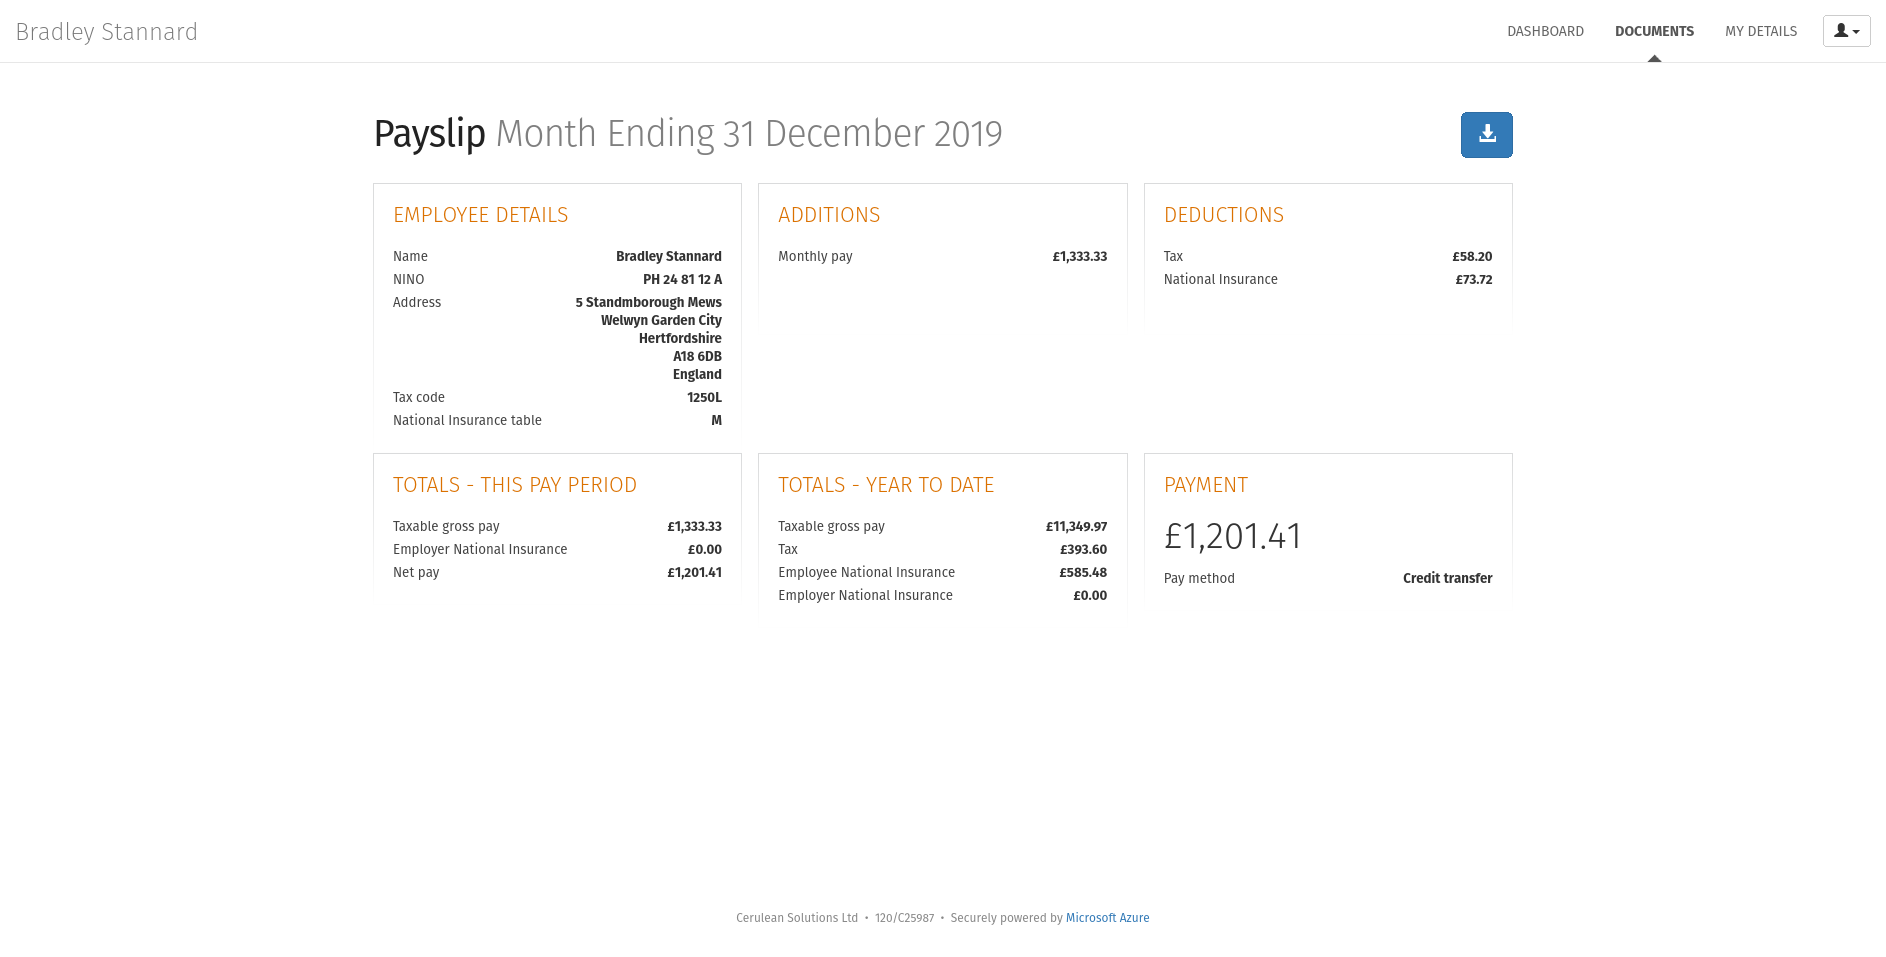 Bradley Stannard
DASHBOARD DOCUMENTS MY DETAILS
Payslip Month Ending 31 December 2019
EMPLOYEE DETAILS
Name Bradley Stannard
NINO PH 24 81 12 A
Address 5 Standmborough Mews
Welwyn Garden City
Hertfordshire
A18 6DB
England
Tax code 1250L
National Insurance table M
ADDITIONS
Monthly pay £1,333.33
DEDUCTIONS
Tax £58.20
National Insurance £73.72
TOTALS - THIS PAY PERIOD
Taxable gross pay £1,333.33
Employer National Insurance £0.00
Net pay £1,201.41
TOTALS - YEAR TO DATE
Taxable gross pay £11,349.97
Tax £393.60
Employee National Insurance £585.48
Employer National Insurance £0.00
PAYMENT
£1,201.41
Pay method Credit transfer
Cerulean Solutions Ltd • 120/C25987 • Securely powered by Microsoft Azure